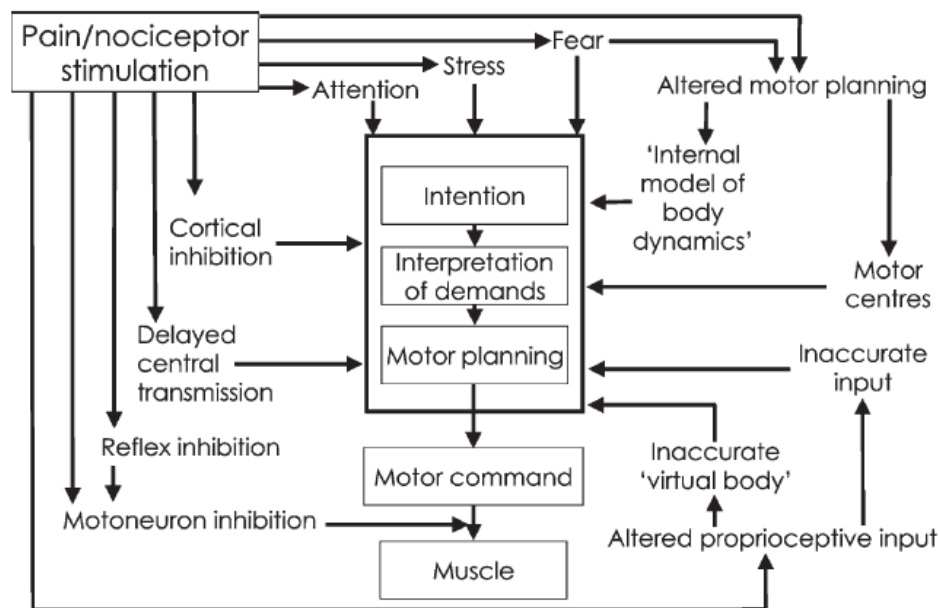 Pain/nociceptor
stimulation
Fear
Stress
Attention
Altered motor planning
'Internal
model of
body
dynamics'
Intention
Cortical
inhibition
Interpretation
of demands
Motor
centres
Delayed
central
transmission
Motor planning
Inaccurate
input
Reflex inhibition
Inaccurate
'virtual body'
Motor command
Motoneuron inhibition
Altered proprioceptive input
Muscle